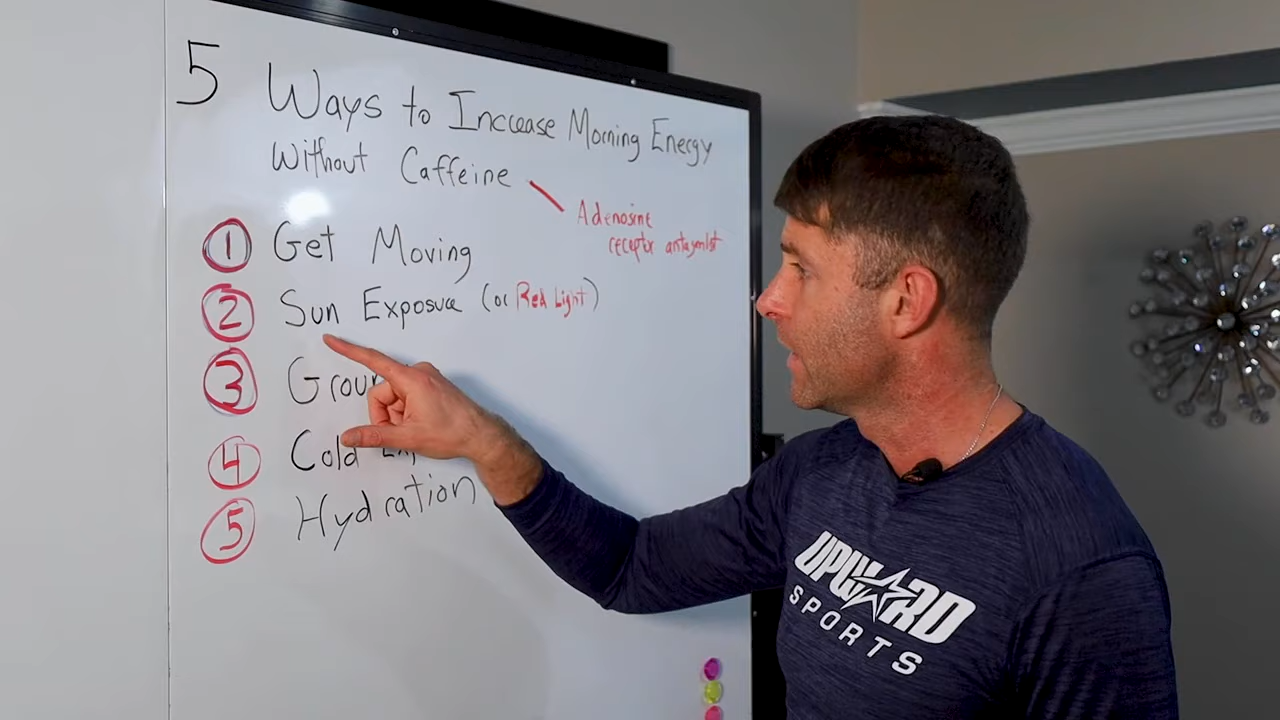 5 Ways to Increase Morning Energy
Without Caffeine
Adenosine
receptor antagonist
1 Get Moving
2 Sun Exposure (or Red Light)
3
4 Cold
5 Hydration
UPWARD
SPORTS